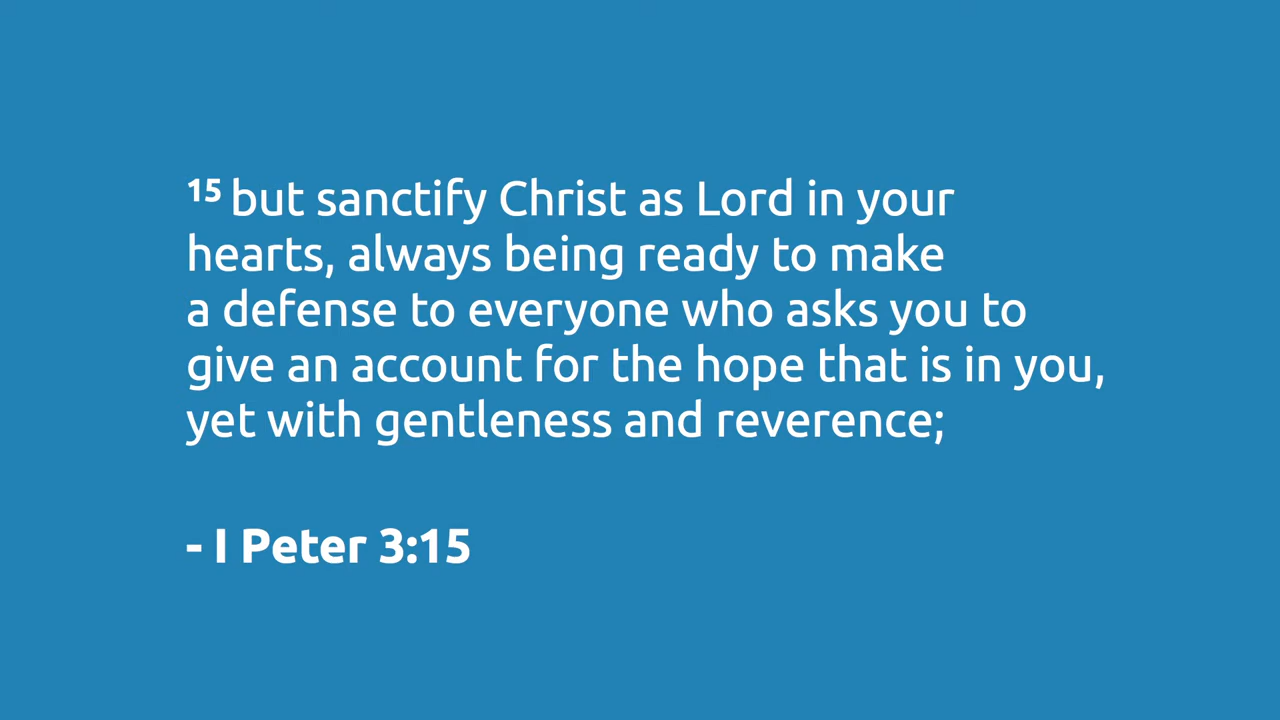 15 but sanctify Christ as Lord in your
hearts, always being ready to make
a defense to everyone who asks you to
give an account for the hope that is in you,
yet with gentleness and reverence;
- I Peter 3:15